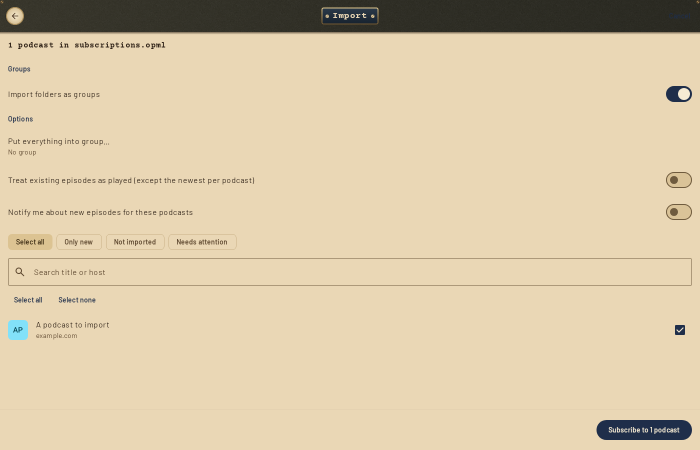 Import
1 podcast in subscriptions.opml
Groups
Import folders as groups
Options
Put everything into group...
No group
Treat existing episodes as played (except the newest per podcast)
Notify me about new episodes for these podcasts
Select all Only new Not imported Needs attention
Search title or host
Select all Select none
AP A podcast to import
example.com
Subscribe to 1 podcast